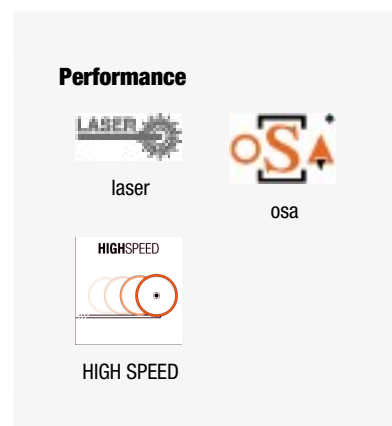 Performance
LASER
laser
oSA
osa
HIGHSPEED
HIGH SPEED